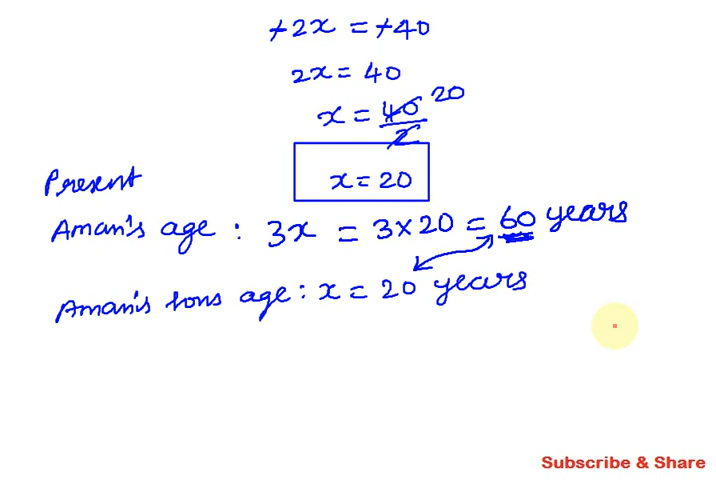 -2x = -40
2x = 40
x = 40/2 20
x = 20
Present
Aman's age : 3x = 3 × 20 = 60 years
Aman's sons age : x = 20 years
Subscribe & Share